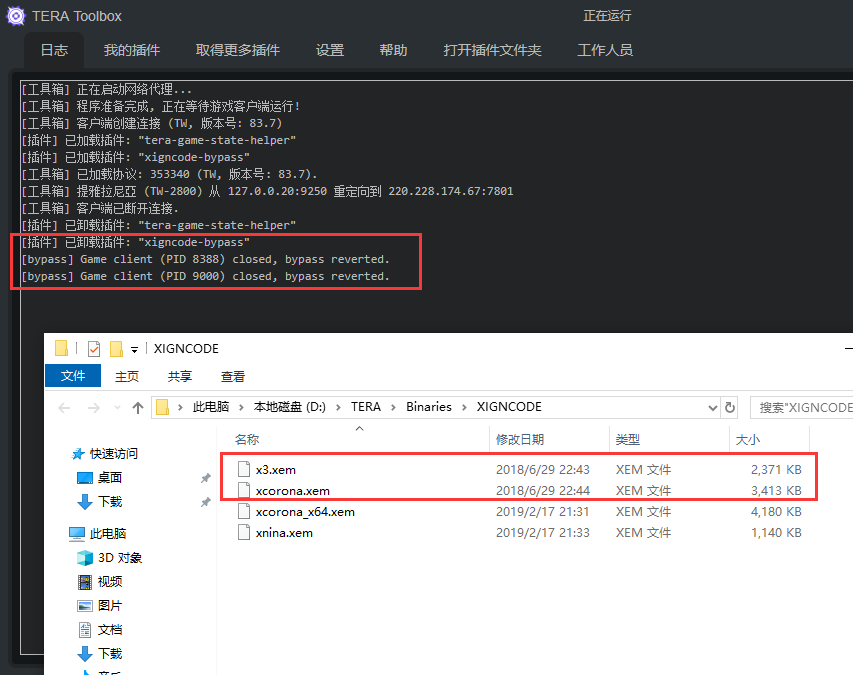 TERA Toolbox 正在运行
日志 我的插件 取得更多插件 设置 帮助 打开插件文件夹 工作人员
[工具箱] 正在启动网络代理...
[工具箱] 程序准备完成, 正在等待游戏客户端运行!
[工具箱] 客户端创建连接 (TW, 版本号: 83.7)
[插件] 已加载插件: "tera-game-state-helper"
[插件] 已加载插件: "xigncode-bypass"
[工具箱] 已加载协议: 353340 (TW, 版本号: 83.7).
[工具箱] 提雅拉尼亞 (TW-2800) 从 127.0.0.20:9250 重定向到 220.228.174.67:7801
[工具箱] 客户端已断开连接.
[插件] 已卸载插件: "tera-game-state-helper"
[插件] 已卸载插件: "xigncode-bypass"
[bypass] Game client (PID 8388) closed, bypass reverted.
[bypass] Game client (PID 9000) closed, bypass reverted.
XIGNCODE
文件 主页 共享 查看
此电脑 › 本地磁盘 (D:) › TERA › Binaries › XIGNCODE 搜索"XIGNCODE
名称 修改日期 类型 大小
x3.xem 2018/6/29 22:43 XEM 文件 2,371 KB
xcorona.xem 2018/6/29 22:44 XEM 文件 3,413 KB
xcorona_x64.xem 2019/2/17 21:31 XEM 文件 4,180 KB
xnina.xem 2019/2/17 21:33 XEM 文件 1,140 KB
快速访问
桌面
下载
此电脑
3D 对象
视频
图片
文档
下载